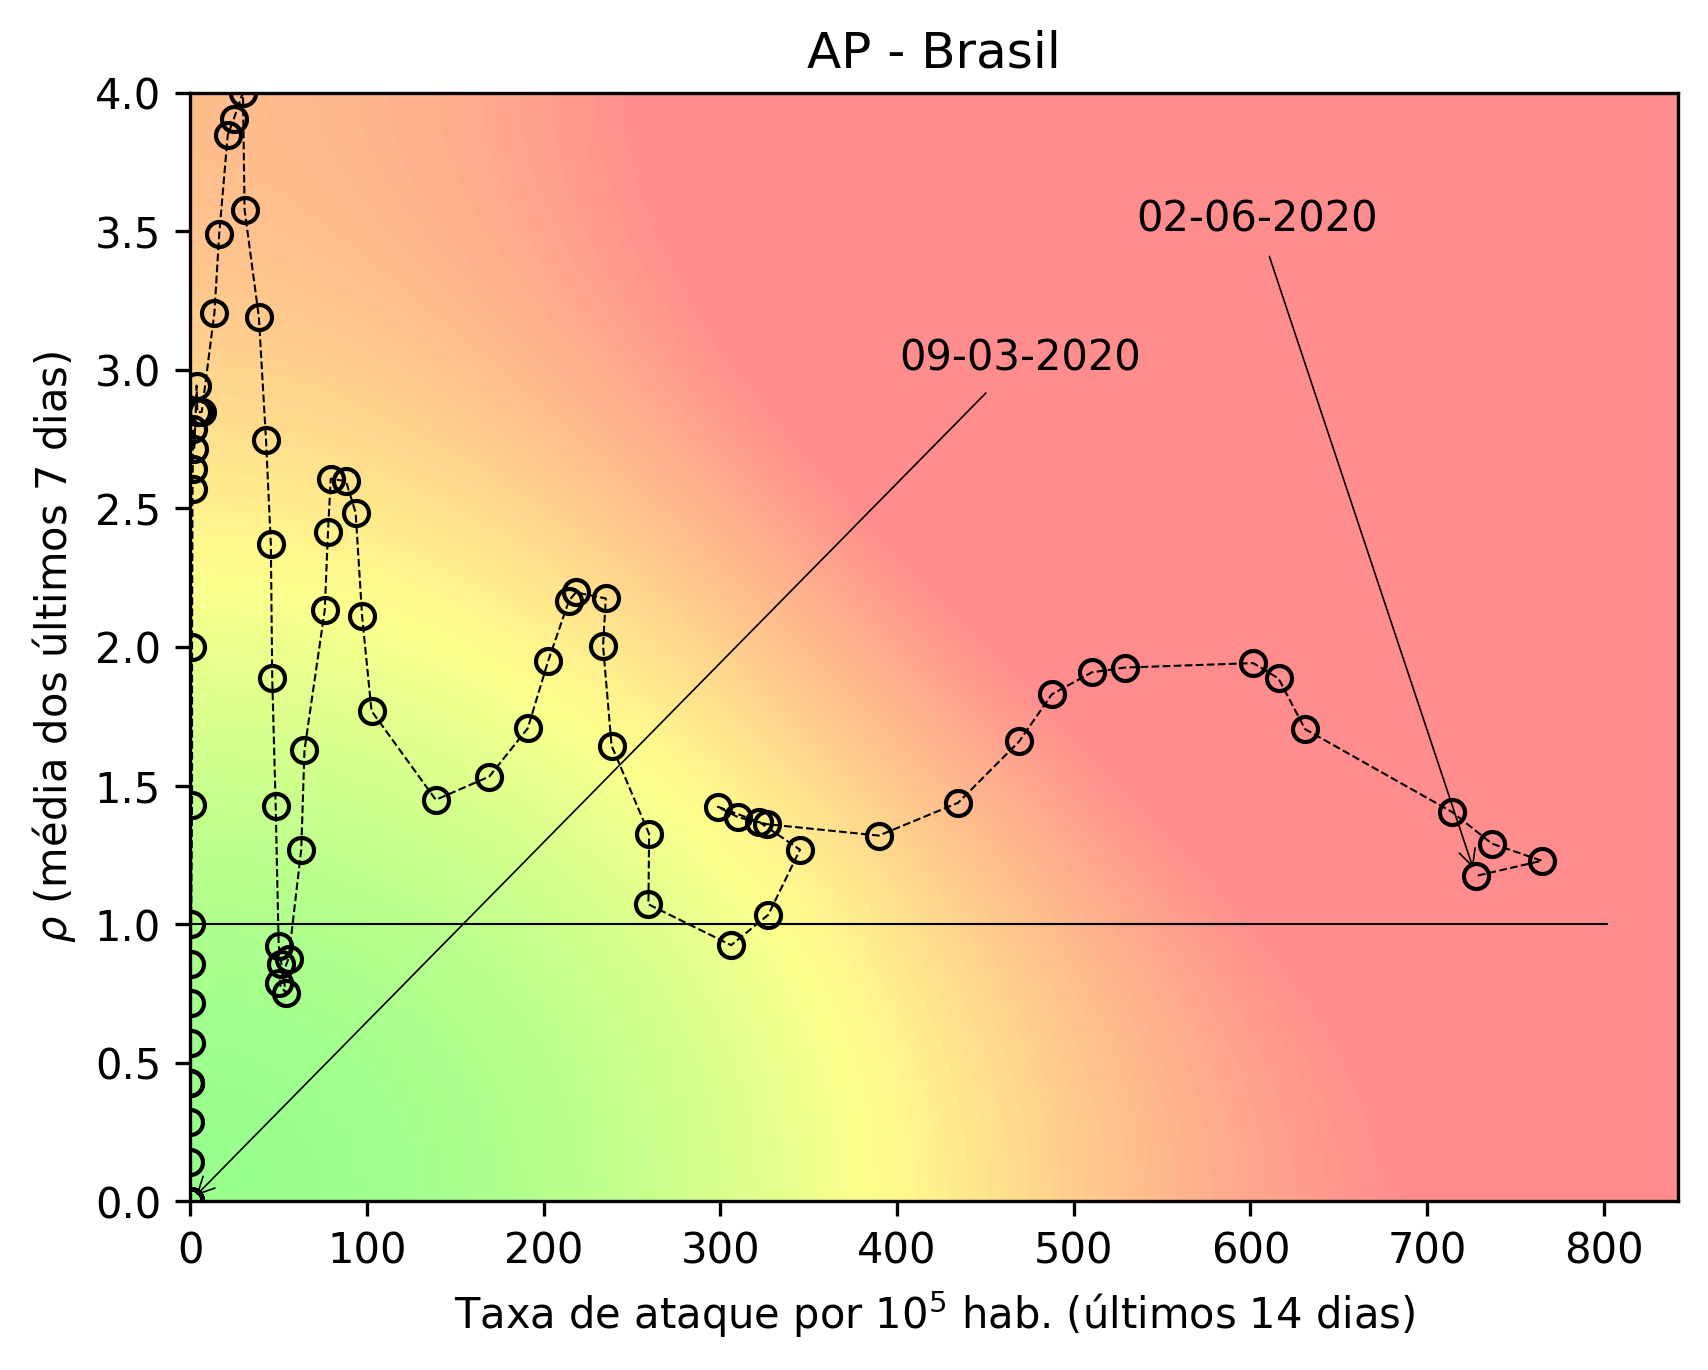 AP - Brasil
4.0
3.5
3.0
2.5
2.0
1.5
1.0
0.5
0.0
ρ (média dos últimos 7 dias)
02-06-2020
09-03-2020
0 100 200 300 400 500 600 700 800
Taxa de ataque por 10⁵ hab. (últimos 14 dias)